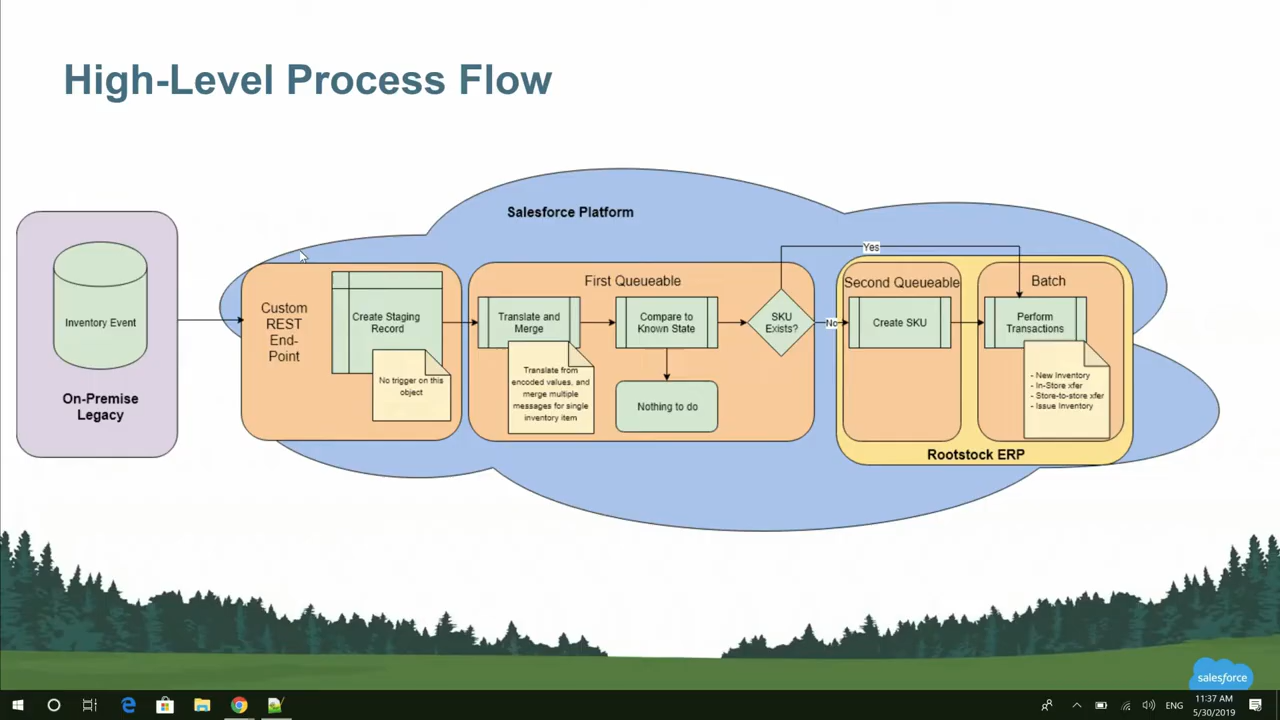 High-Level Process Flow
Salesforce Platform
Inventory Event
On-Premise
Legacy
Custom
REST
End-
Point
Create Staging
Record
No trigger on this
object
First Queueable
Translate and
Merge
Translate from
encoded values, and
merge multiple
messages for single
inventory item
Compare to
Known State
Nothing to do
SKU
Exists?
Yes
No
Second Queueable
Create SKU
Batch
Perform
Transactions
- New Inventory
- In-Store xfer
- Store-to-store xfer
- Issue Inventory
Rootstock ERP
salesforce
ENG
11:37 AM
5/30/2019